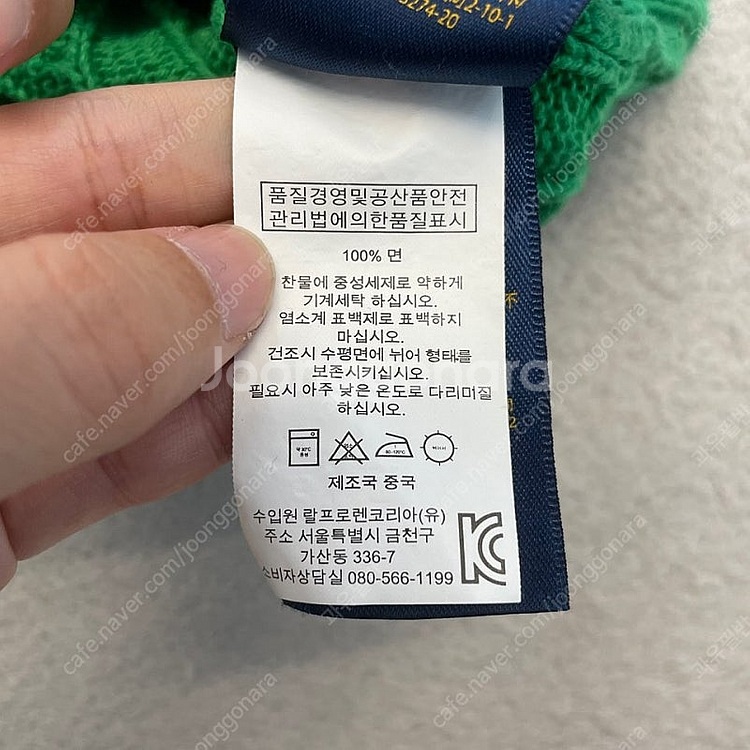 3274-20
품질경영및공산품안전
관리법에의한품질표시
100% 면
찬물에 중성세제로 약하게
기계세탁 하십시오.
염소계 표백제로 표백하지
마십시오.
건조시 수평면에 뉘어 형태를
보존시키십시오.
필요시 아주 낮은 온도로 다리미질
하십시오.
제조국 중국
수입원 랄프로렌코리아(유)
주소 서울특별시 금천구
가산동 336-7
소비자상담실 080-566-1199
Joonggonara
cafe.naver.com/joonggonara